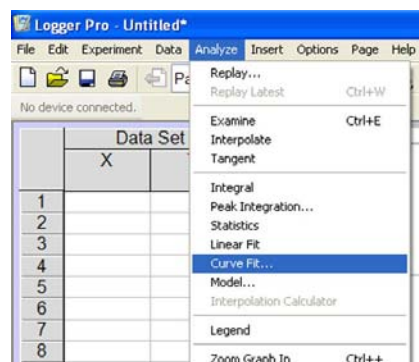 Logger Pro - Untitled*
File Edit Experiment Data Analyze Insert Options Page Help
Pa
No device connected.
Data Set
X
1
2
3
4
5
6
7
8
Replay...
Replay Latest Ctrl+W
Examine Ctrl+E
Interpolate
Tangent
Integral
Peak Integration...
Statistics
Linear Fit
Curve Fit...
Model...
Interpolation Calculator
Legend
Zoom Graph In Ctrl++